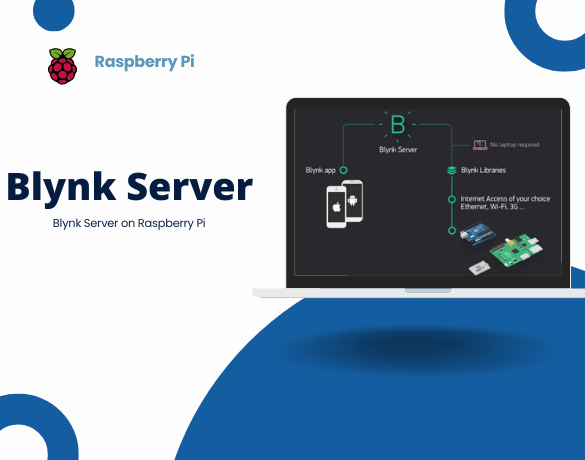 Raspberry Pi
Blynk Server
Blynk Server on Raspberry Pi
B
Blynk Server
No laptop required
Blynk app
Blynk Libraries
Internet Access of your choice
Ethernet, Wi-Fi, 3G ...